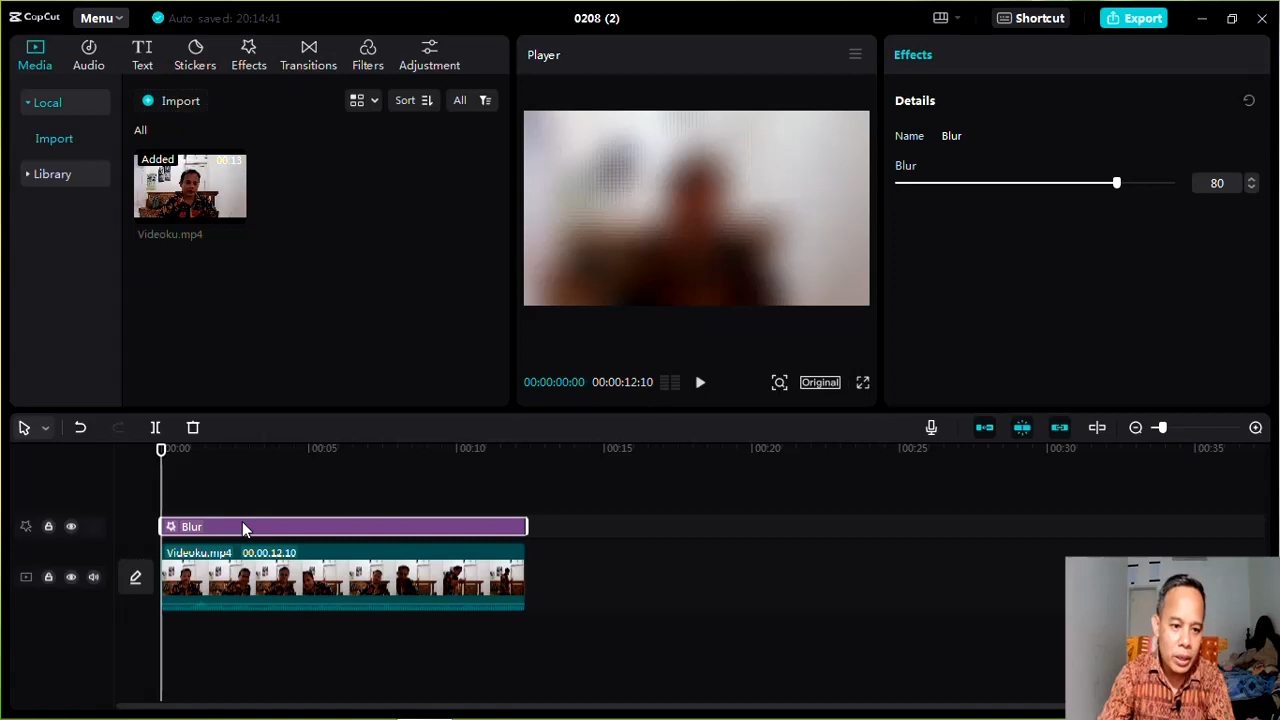 CapCut Menu Auto saved: 20:14:41 0208 (2) Shortcut Export
Media Audio Text Stickers Effects Transitions Filters Adjustment
Local
Import
Library
Import Sort All
All
Added 00:13
Videoku.mp4
Player
00:00:00:00 00:00:12:10 Original
Effects
Details
Name Blur
Blur
80
00:00 00:05 00:10 00:15 00:20 00:25 00:30 00:35
Blur
Videoku.mp4 00:00:12:10